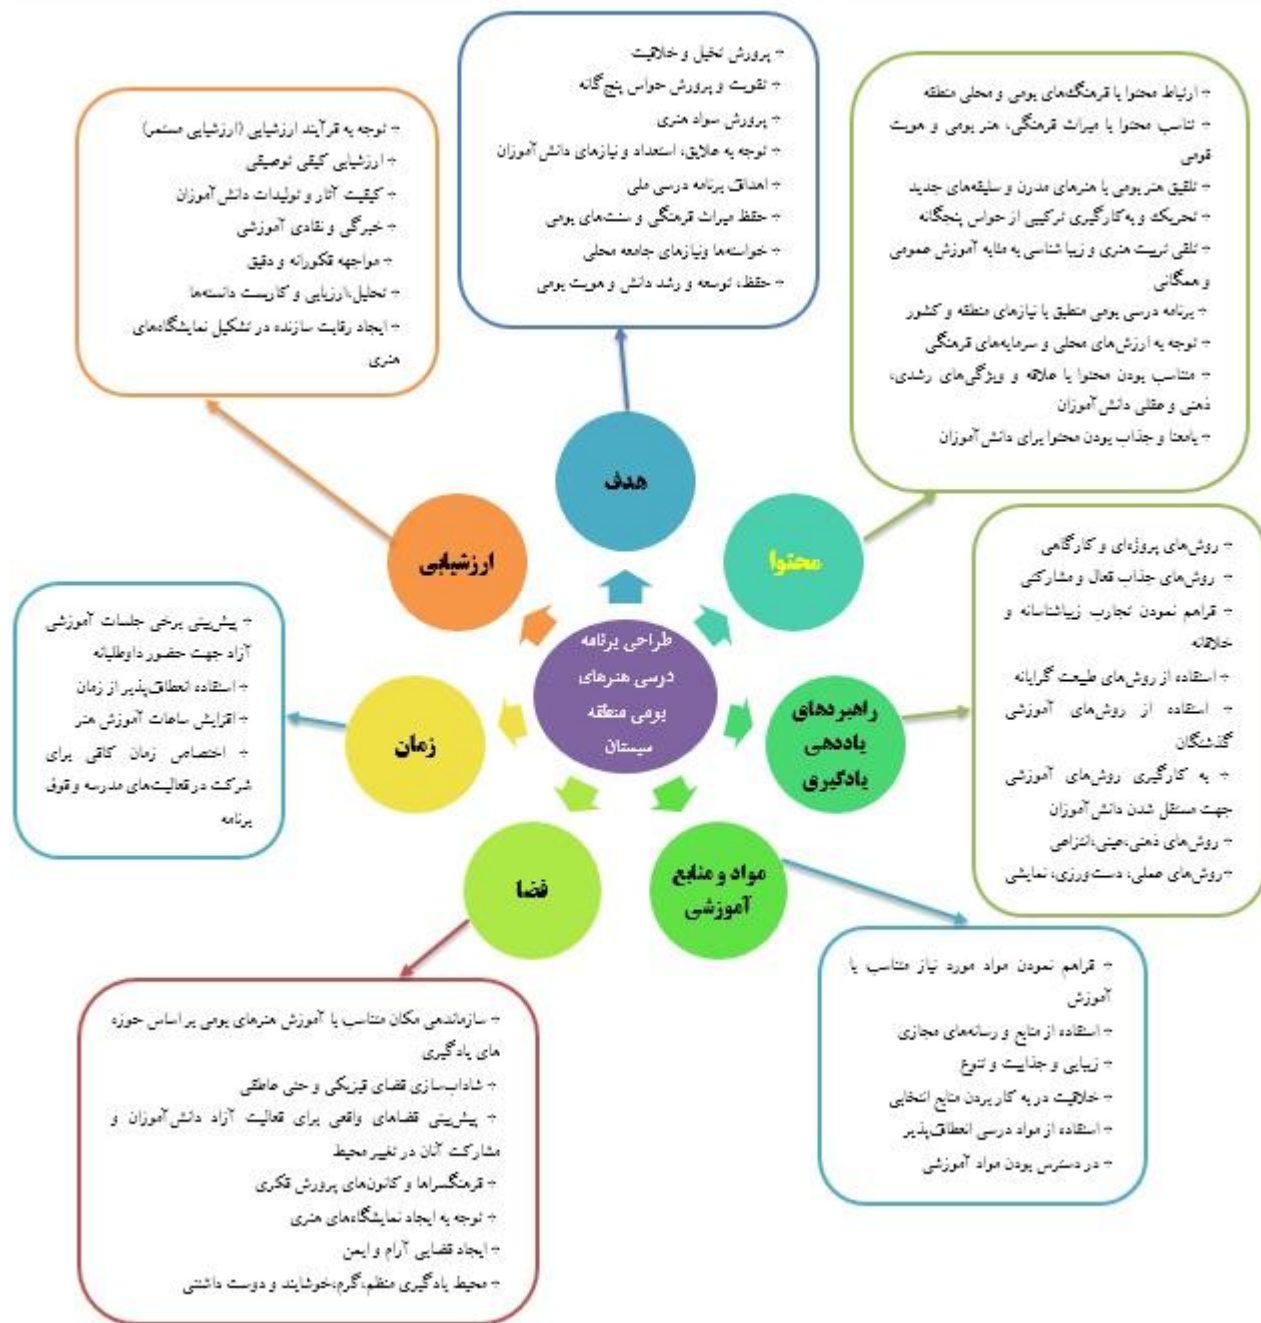 + پرورش تخیل و خلاقیت
+ تقویت و پرورش حواس پنج‌گانه
+ پرورش سواد هنری
+ توجه به علایق، استعداد و نیازهای دانش‌آموزان
+ اهداف برنامه درسی ملی
+ حفظ میراث فرهنگی و سنت‌های بومی
+ خواسته‌ها ونیازهای جامعه محلی
+ حفظ، توسعه و رشد دانش و هویت بومی
هدف
+ ارتباط محتوا با فرهنگ‌های بومی و محلی منطقه
+ تناسب محتوا با میراث فرهنگی، هنر بومی و هویت
قومی
+ تلفیق هنر بومی با هنرهای مدرن و سلیقه‌های جدید
+ تحریک و به‌کارگیری ترکیبی از حواس پنجگانه
+ تلقی تربیت هنری و زیبا شناسی به مثابه آموزش عمومی
و همگانی
+ برنامه درسی بومی منطبق با نیازهای منطقه و کشور
+ توجه به ارزش‌های محلی و سرمایه‌های فرهنگی
+ متناسب بودن محتوا با علاقه و ویژگی‌های رشدی،
ذهنی و عقلی دانش‌آموزان
+ بامعنا و جذاب بودن محتوا برای دانش‌آموزان
محتوا
+ روش‌های پروژه‌ای و کارگاهی
+ روش‌های جذاب فعال و مشارکتی
+ فراهم نمودن تجارب زیباشناسانه و
خلاقانه
+ استفاده از روش‌های طبیعت گرایانه
+ استفاده از روش‌های آموزشی
گذشتگان
+ به کارگیری روش‌های آموزشی
جهت مستقل شدن دانش‌آموزان
+ روش‌های ذهنی،عینی،انتزاعی
+روش‌های عملی، دست‌ورزی، نمایشی
راهبردهای
یاددهی
یادگیری
+ فراهم نمودن مواد مورد نیاز متناسب با
آموزش
+ استفاده از منابع و رسانه‌های مجازی
+ زیبایی و جذابیت و تنوع
+ خلاقیت در به کار بردن منابع انتخابی
+ استفاده از مواد درسی انعطاف‌پذیر
+ در دسترس بودن مواد آموزشی
مواد و منابع
آموزشی
+ سازماندهی مکان متناسب با آموزش هنرهای بومی بر اساس حوزه
های یادگیری
+ شاداب‌سازی فضای فیزیکی و حتی عاطفی
+ پیش‌بینی فضاهای واقعی برای فعالیت آزاد دانش‌آموزان و
مشارکت آنان در تغییر محیط
+ فرهنگسراها و کانون‌های پرورش فکری
+ توجه به ایجاد نمایشگاه‌های هنری
+ ایجاد فضایی آرام و ایمن
+ محیط یادگیری منظم،گرم،خوشایند و دوست داشتنی
فضا
+ پیش‌بینی برخی جلسات آموزشی
آزاد جهت حضور داوطلبانه
+ استفاده انعطاف‌پذیر از زمان
+ افزایش ساعات آموزش هنر
+ اختصاص زمان کافی برای
شرکت در فعالیت‌های مدرسه و فوق
برنامه
زمان
+ توجه به فرآیند ارزشیابی (ارزشیابی مستمر)
+ ارزشیابی کیفی توصیفی
+ کیفیت آثار و تولیدات دانش‌آموزان
+ خبرگی و نقادی آموزشی
+ مواجهه فکورانه و دقیق
+ تحلیل،ارزیابی و کاربست دانسته‌ها
+ ایجاد رقابت سازنده در تشکیل نمایشگاه‌های
هنری
ارزشیابی
طراحی برنامه
درسی هنرهای
بومی منطقه
سیستان